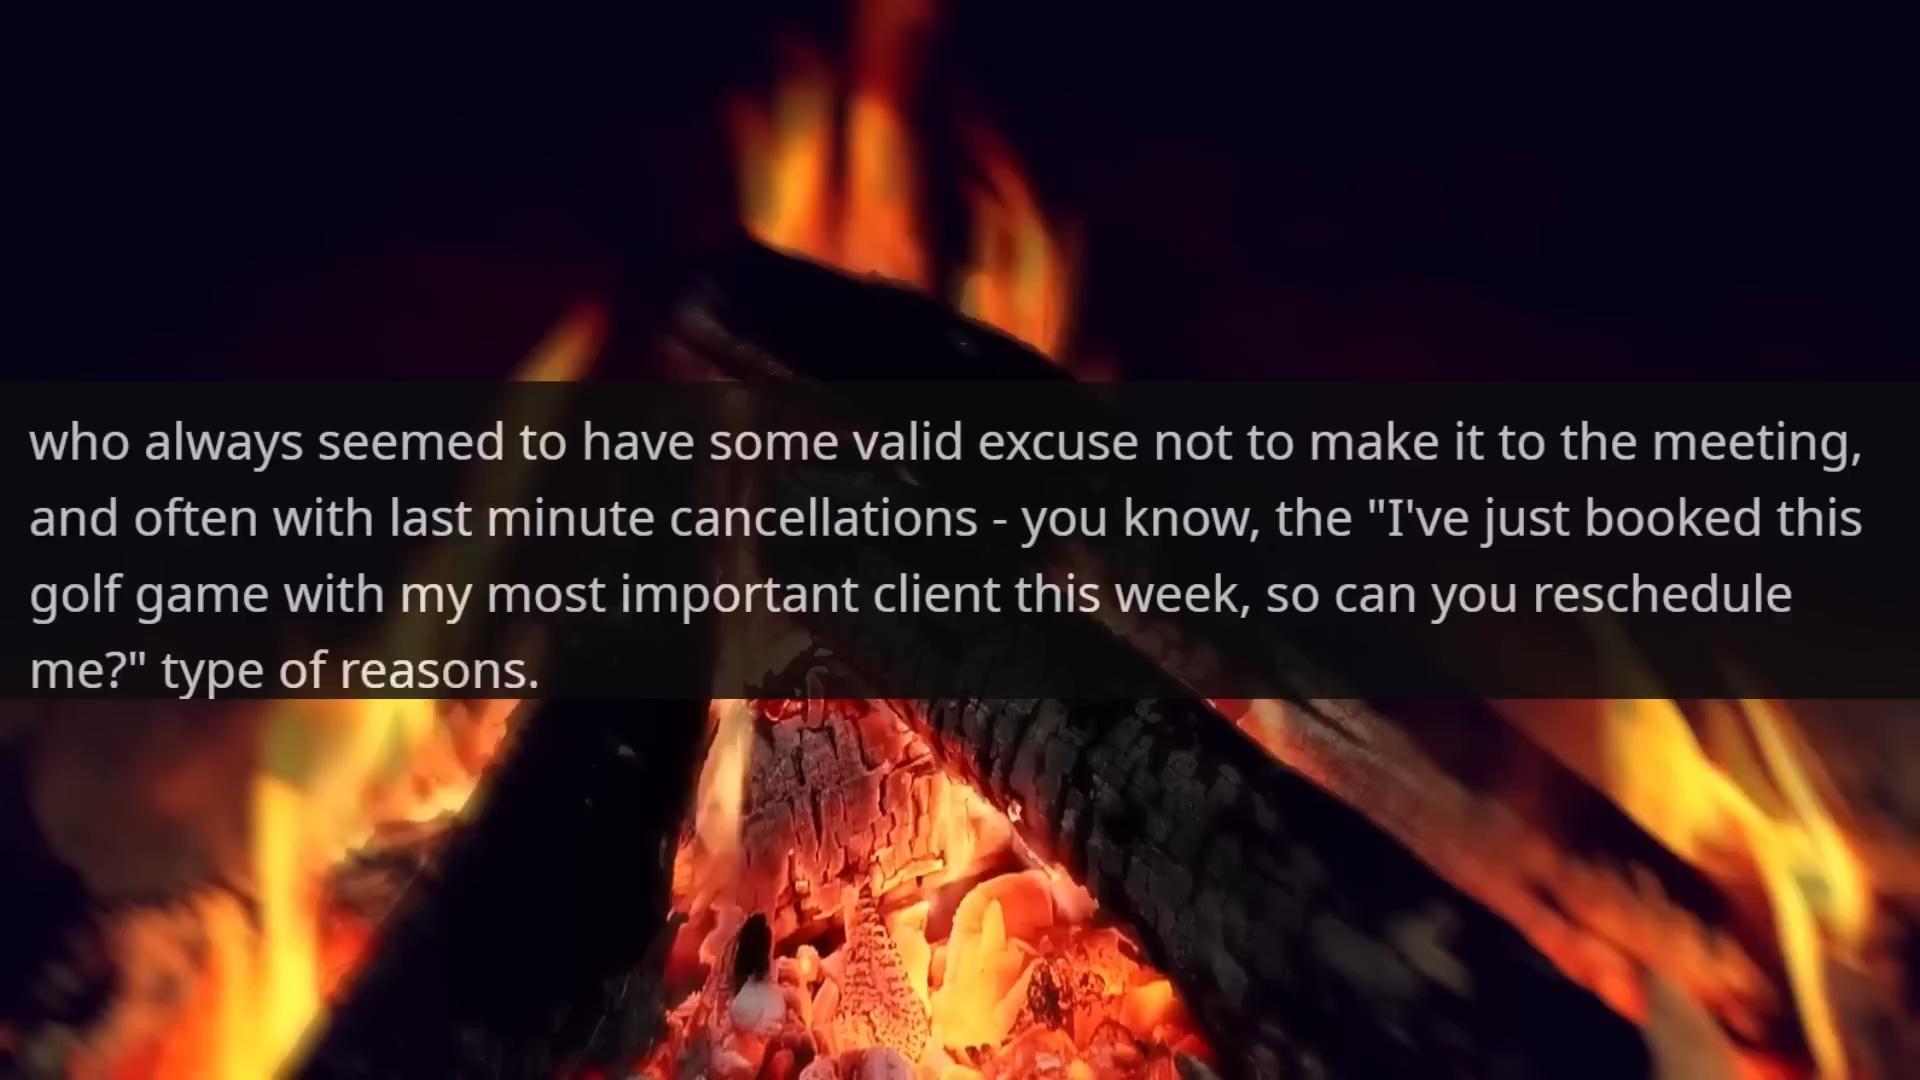 who always seemed to have some valid excuse not to make it to the meeting,
and often with last minute cancellations - you know, the "I've just booked this
golf game with my most important client this week, so can you reschedule
me?" type of reasons.